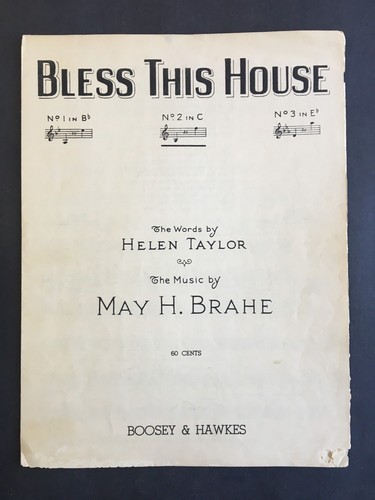 BLESS THIS HOUSE
No 1 IN B♭ No 2 IN C No 3 IN E♭
The Words by
HELEN TAYLOR
The Music by
MAY H. BRAHE
60 CENTS
BOOSEY & HAWKES